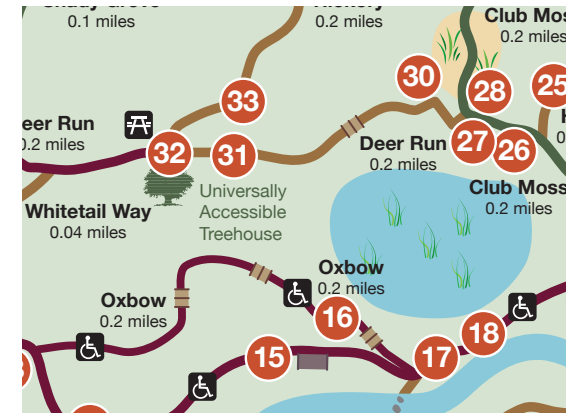 0.1 miles
0.2 miles
Club Mos
0.2 miles
30
28
25
33
eer Run
0.2 miles
32
31
Deer Run
0.2 miles
27
26
Club Moss
0.2 miles
Universally
Accessible
Treehouse
Whitetail Way
0.04 miles
Oxbow
0.2 miles
Oxbow
0.2 miles
16
15
17
18